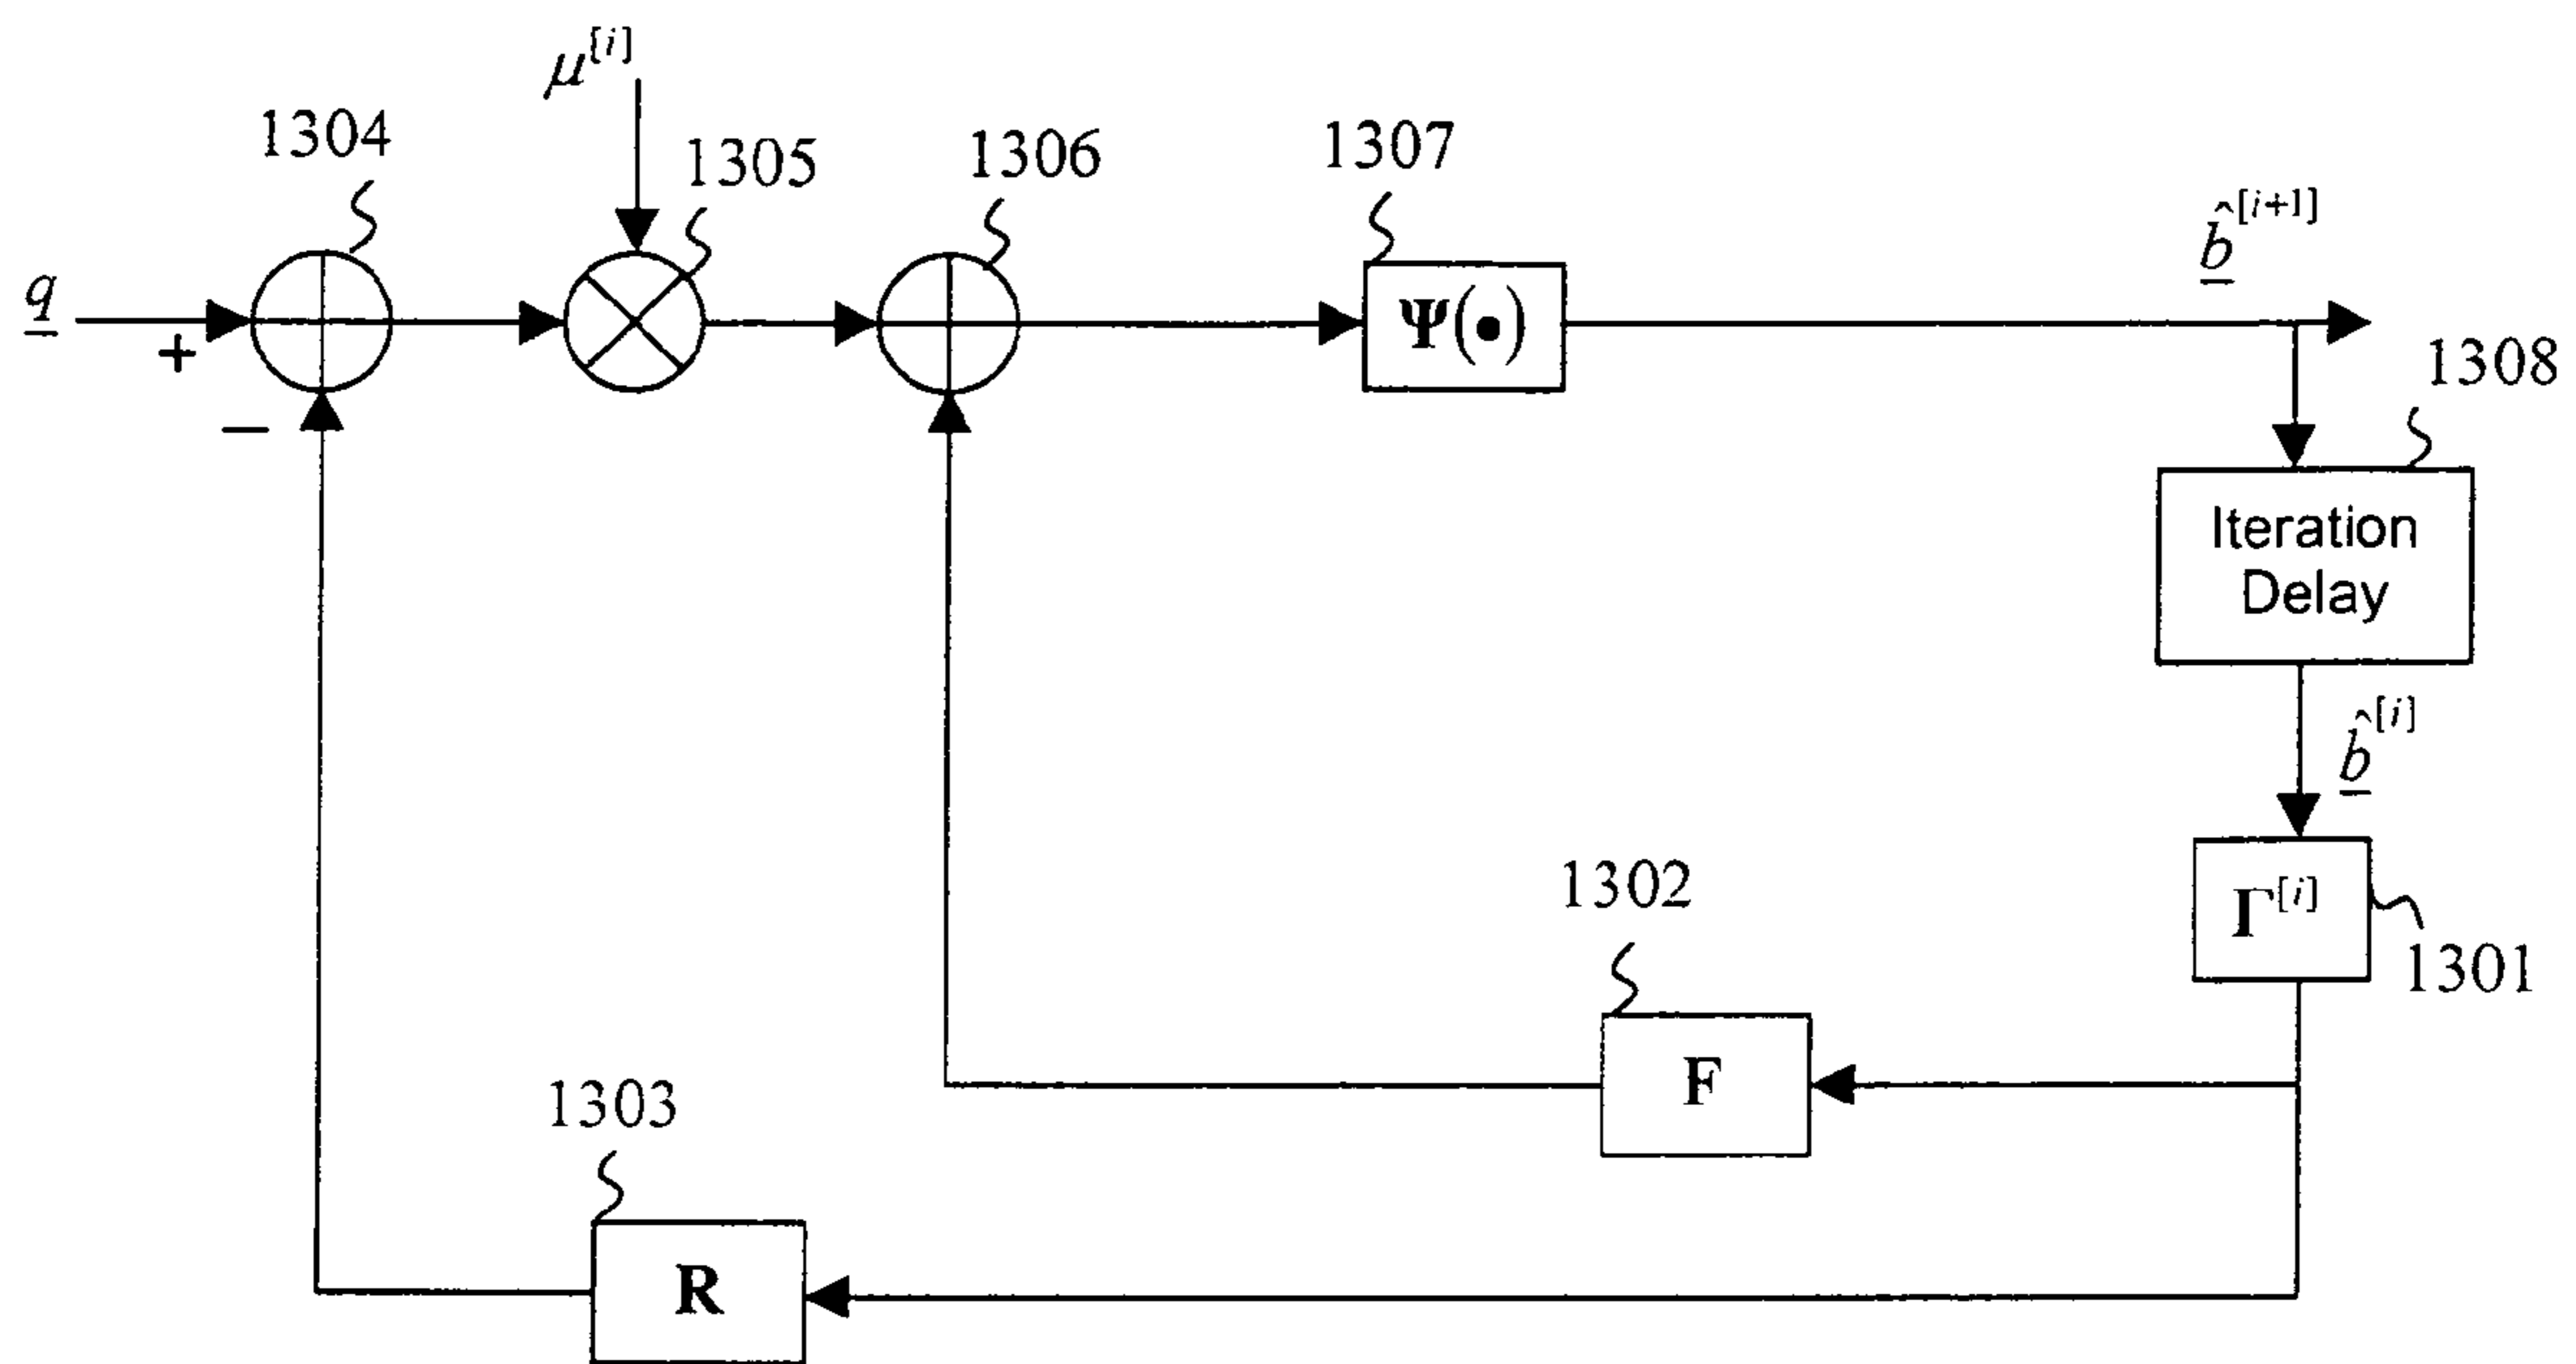 μ^[i]
1304
1305
1306
1307
q
+
−
Ψ(•)
b̂^[i+1]
1308
Iteration
Delay
b̂^[i]
Γ^[i]
1301
1302
F
1303
R